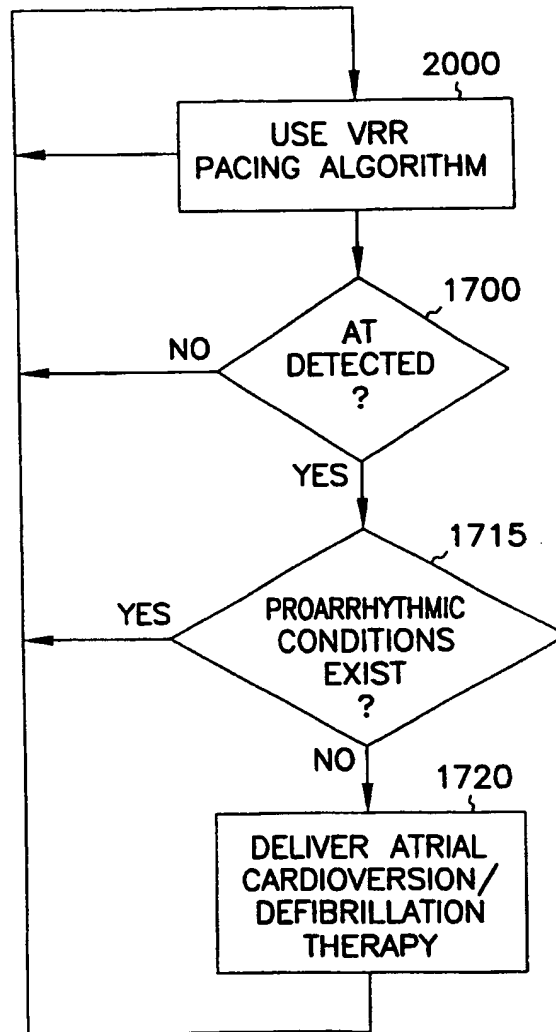 2000
USE VRR
PACING ALGORITHM
1700
AT
DETECTED
?
NO
YES
1715
PROARRHYTHMIC
CONDITIONS
EXIST
?
YES
NO
1720
DELIVER ATRIAL
CARDIOVERSION/
DEFIBRILLATION
THERAPY